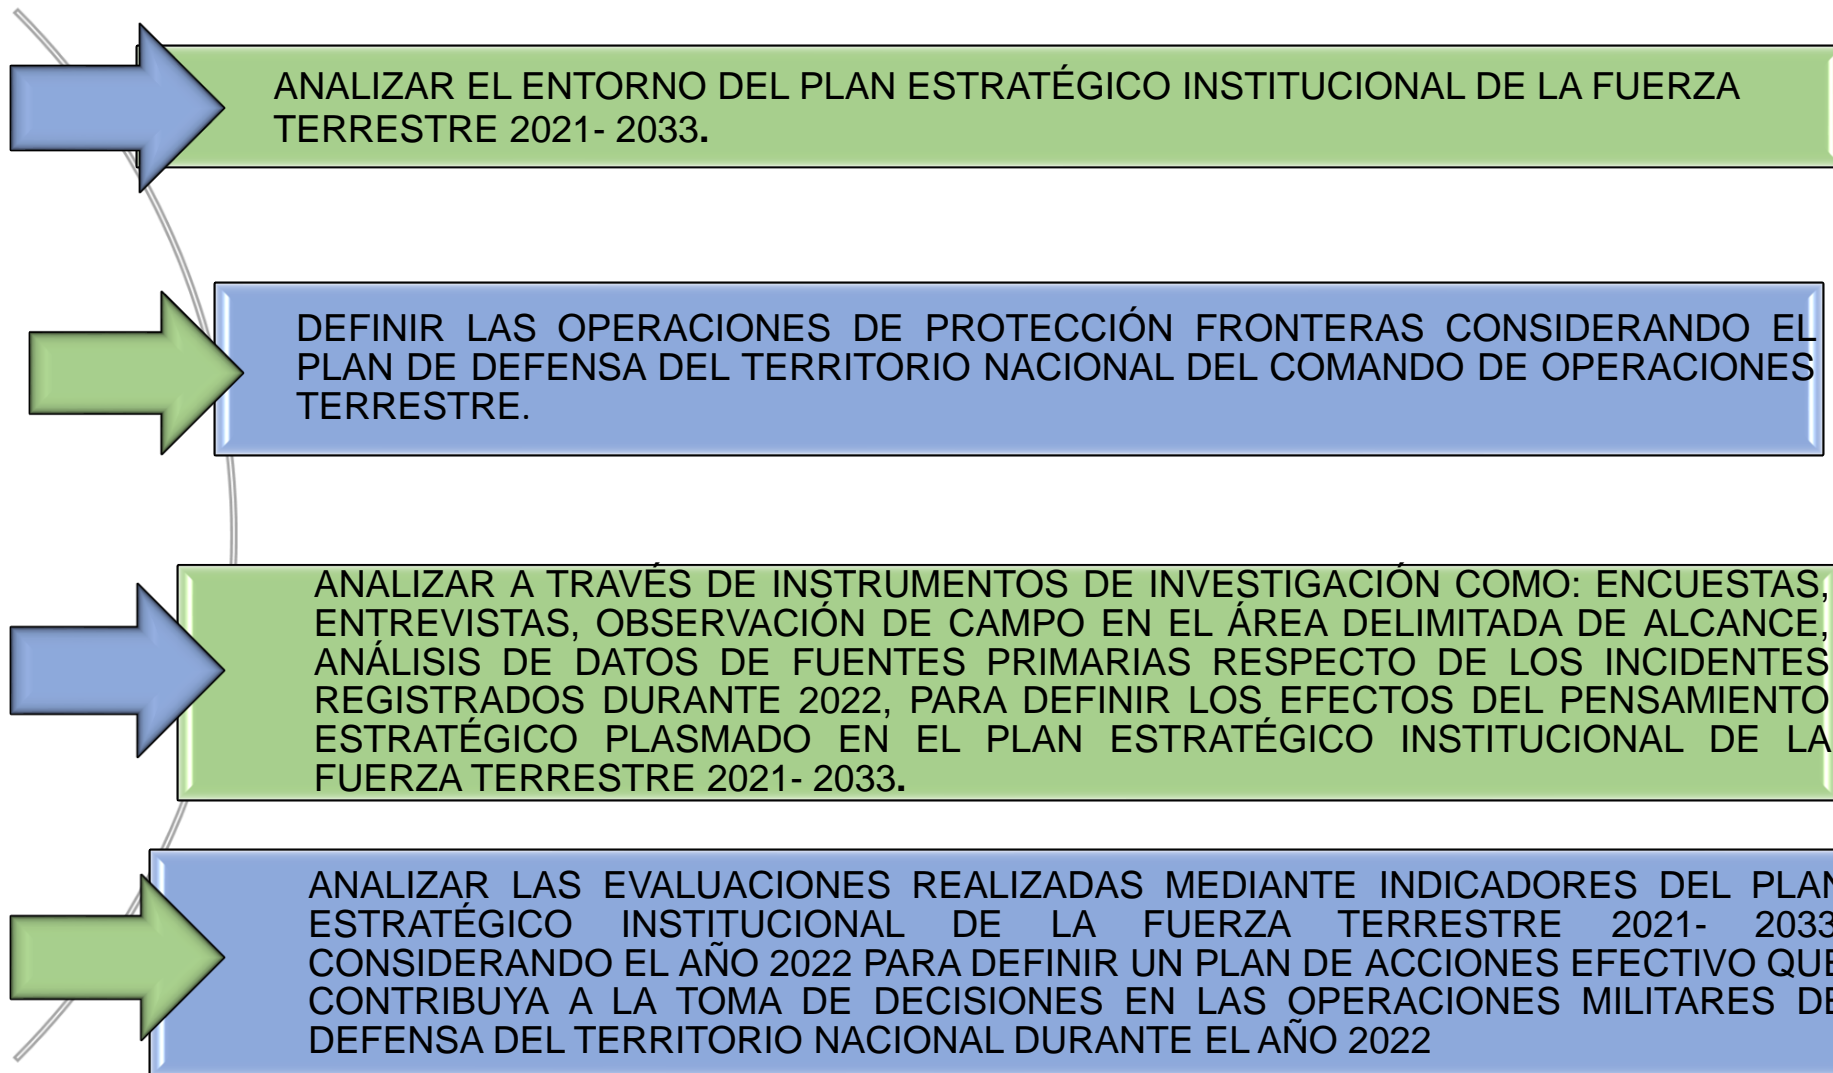 ANALIZAR EL ENTORNO DEL PLAN ESTRATÉGICO INSTITUCIONAL DE LA FUERZA
TERRESTRE 2021- 2033.
DEFINIR LAS OPERACIONES DE PROTECCIÓN FRONTERAS CONSIDERANDO EL
PLAN DE DEFENSA DEL TERRITORIO NACIONAL DEL COMANDO DE OPERACIONES
TERRESTRE.
ANALIZAR A TRAVÉS DE INSTRUMENTOS DE INVESTIGACIÓN COMO: ENCUESTAS,
ENTREVISTAS, OBSERVACIÓN DE CAMPO EN EL ÁREA DELIMITADA DE ALCANCE,
ANÁLISIS DE DATOS DE FUENTES PRIMARIAS RESPECTO DE LOS INCIDENTES
REGISTRADOS DURANTE 2022, PARA DEFINIR LOS EFECTOS DEL PENSAMIENTO
ESTRATÉGICO PLASMADO EN EL PLAN ESTRATÉGICO INSTITUCIONAL DE LA
FUERZA TERRESTRE 2021- 2033.
ANALIZAR LAS EVALUACIONES REALIZADAS MEDIANTE INDICADORES DEL PLAN
ESTRATÉGICO INSTITUCIONAL DE LA FUERZA TERRESTRE 2021- 2033
CONSIDERANDO EL AÑO 2022 PARA DEFINIR UN PLAN DE ACCIONES EFECTIVO QUE
CONTRIBUYA A LA TOMA DE DECISIONES EN LAS OPERACIONES MILITARES DE
DEFENSA DEL TERRITORIO NACIONAL DURANTE EL AÑO 2022